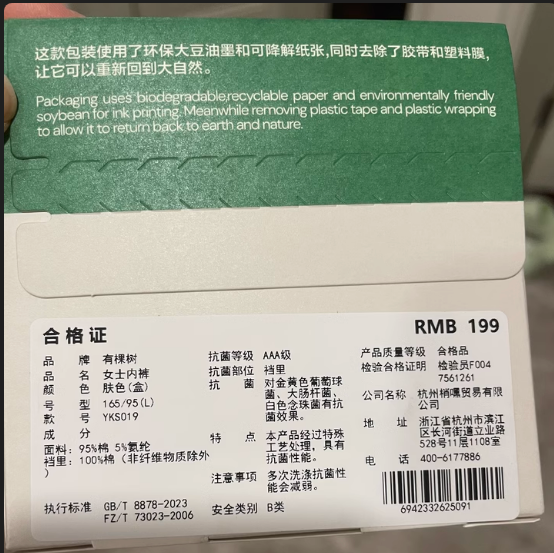 这款包装使用了环保大豆油墨和可降解纸张,同时去除了胶带和塑料膜,
让它可以重新回到大自然。
Packaging uses biodegradable,recyclable paper and environmentally friendly
soybean for ink printing. Meanwhile removing plastic tape and plastic wrapping
to allow it to return back to earth and nature.
合格证
RMB 199
品 牌 有棵树
品 名 女士内裤
颜 色 肤色(盒)
号 型 165/95(L)
款 号 YKS019
成 分
面料: 95%棉 5%氨纶
裆里: 100%棉 (非纤维物质除外
)
执行标准 GB/T 8878-2023
FZ/T 73023-2006
抗菌等级 AAA级
抗菌部位 裆里
抗 菌 对金黄色葡萄球
菌、大肠杆菌、
白色念珠菌有抗
菌效果。
特 点 本产品经过特殊
工艺处理,具有
抗菌性能。
注意事项 多次洗涤抗菌性
能会减弱。
安全类别 B类
产品质量等级 合格品
检验合格证明 检验员F004
7561261
公司名称: 杭州梢嘿贸易有限
公司
地 址 浙江省杭州市滨江
区长河街道立业路
528号11层1108室
电 话 400-6177886
6942332625091